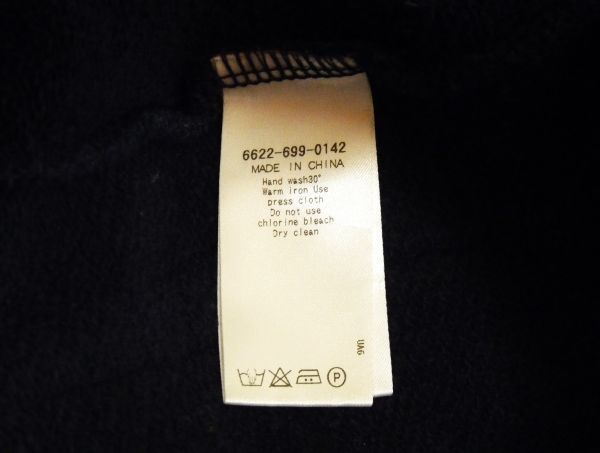 6622-699-0142
MADE IN CHINA
Hand wash30°
Warm iron Use
press cloth
Do not use
chlorine bleach
Dry clean
P